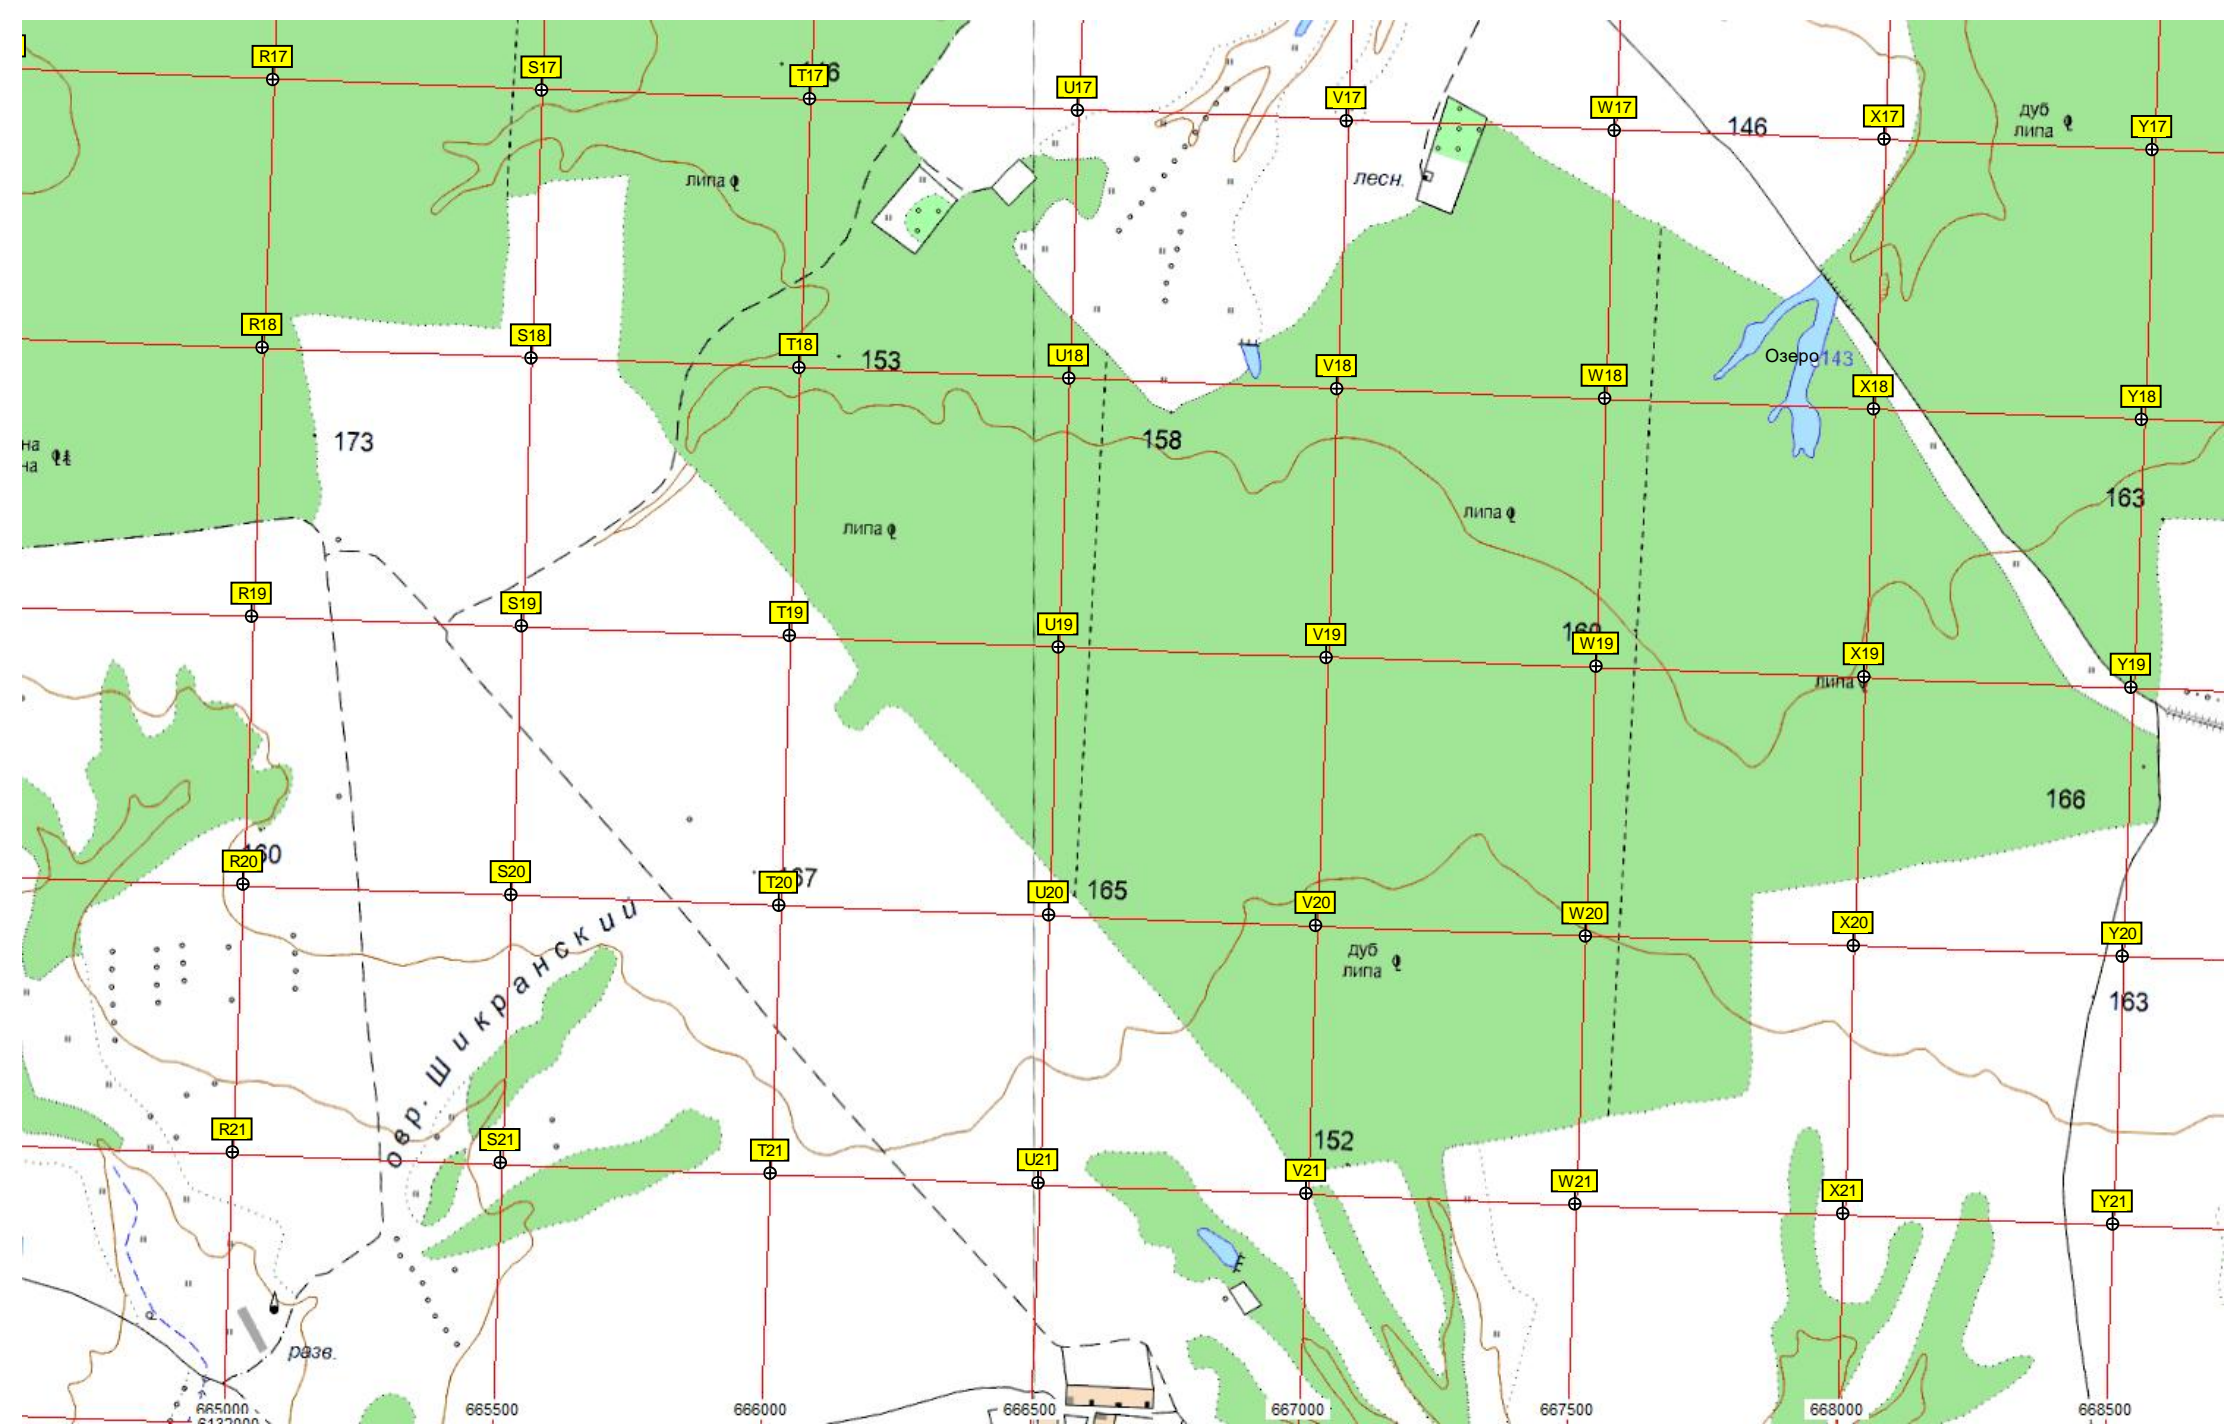 R17
S17
T17
U17
V17
W17
146
X17
дуб
липа
Y17
липа
лесн.
R18
S18
T18
153
U18
V18
W18
Озеро 143
X18
Y18
173
158
на
на
липа
липа
163
R19
S19
T19
U19
V19
W19
X19
липа
Y19
166
R20
S20
T20
U20
165
V20
W20
X20
Y20
дуб
липа
163
овр. Шикранский
R21
S21
T21
U21
152
V21
W21
X21
Y21
разв.
665000
665500
666000
666500
667000
667500
668000
668500